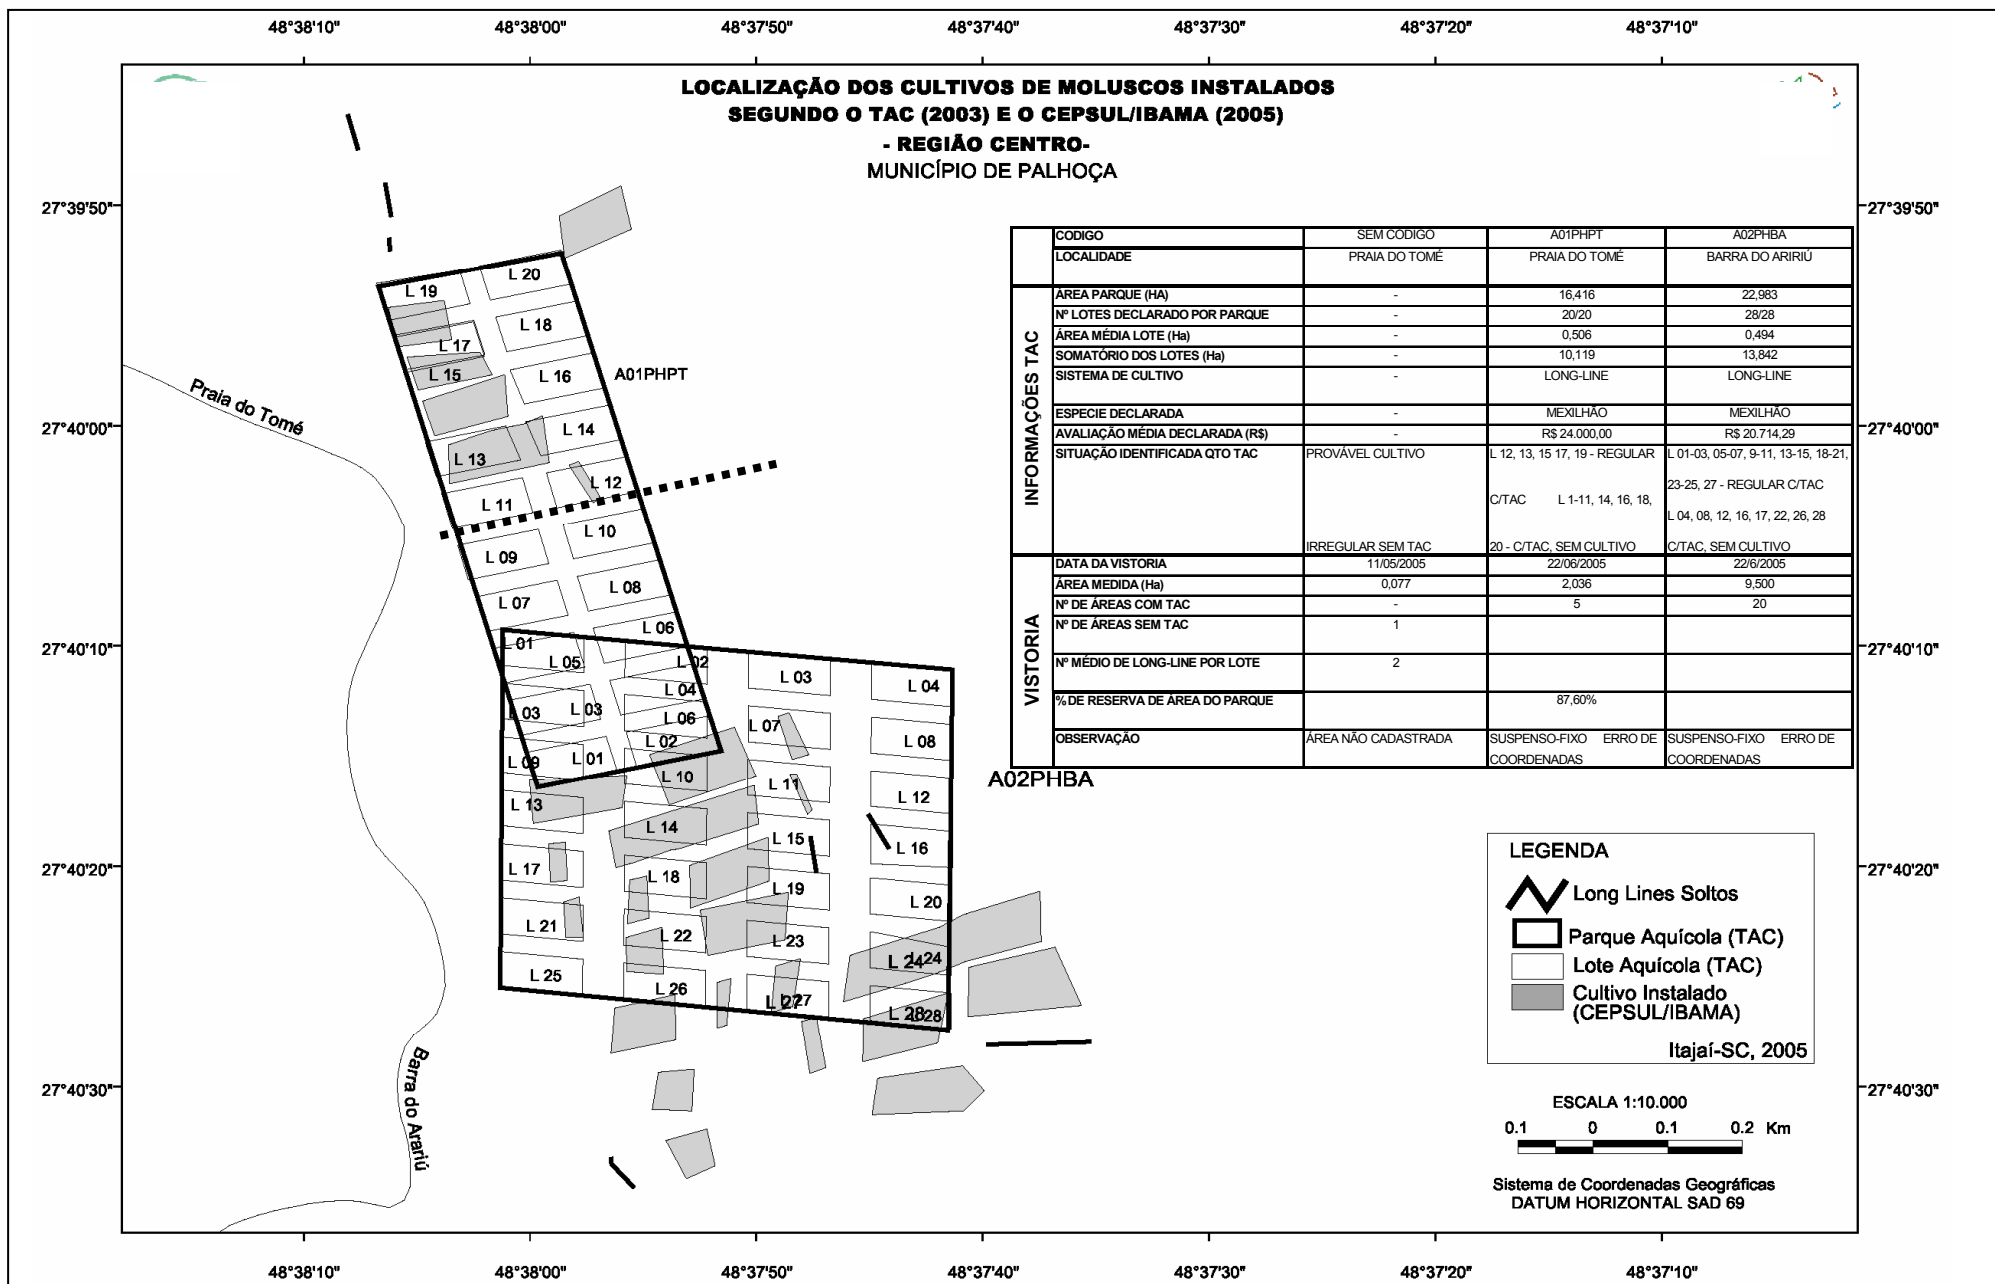 48°38'10" 48°38'00" 48°37'50" 48°37'40" 48°37'30" 48°37'20" 48°37'10"
LOCALIZAÇÃO DOS CULTIVOS DE MOLUSCOS INSTALADOS
SEGUNDO O TAC (2003) E O CEPSUL/IBAMA (2005)
- REGIÃO CENTRO-
MUNICÍPIO DE PALHOÇA
27°39'50" 27°39'50"
27°40'00" 27°40'00"
27°40'10" 27°40'10"
27°40'20" 27°40'20"
27°40'30" 27°40'30"
Praia do Tomé
Barra do Arariú
A01PHPT
L 19
L 20
L 18
L 17
L 15
L 16
L 14
L 13
L 12
L 11
L 10
L 09
L 08
L 07
L 06
L 05
L 02
L 04
L 03
L 06
L 02
L 01
A02PHBA
L 01
L 03
L 04
L 03
L 07
L 08
L 09
L 10
L 11
L 12
L 13
L 14
L 15
L 16
L 17
L 18
L 19
L 20
L 21
L 22
L 23
L 24
L 24
L 25
L 26
L 27
L 27
L 28
L 28
CODIGO SEM CODIGO A01PHPT A02PHBA
LOCALIDADE PRAIA DO TOMÉ PRAIA DO TOMÉ BARRA DO ARIRIÚ
INFORMAÇÕES TAC
ÁREA PARQUE (HA) - 16,416 22,983
Nº LOTES DECLARADO POR PARQUE - 20/20 28/28
ÁREA MÉDIA LOTE (Ha) - 0,506 0,494
SOMATÓRIO DOS LOTES (Ha) - 10,119 13,842
SISTEMA DE CULTIVO - LONG-LINE LONG-LINE
ESPECIE DECLARADA - MEXILHÃO MEXILHÃO
AVALIAÇÃO MÉDIA DECLARADA (R$) - R$ 24.000,00 R$ 20.714,29
SITUAÇÃO IDENTIFICADA QTO TAC PROVÁVEL CULTIVO L 12, 13, 15 17, 19 - REGULAR L 01-03, 05-07, 9-11, 13-15, 18-21,
23-25, 27 - REGULAR C/TAC
C/TAC L 1-11, 14, 16, 18,
L 04, 08, 12, 16, 17, 22, 26, 28
IRREGULAR SEM TAC 20 - C/TAC, SEM CULTIVO C/TAC, SEM CULTIVO
VISTORIA
DATA DA VISTORIA 11/05/2005 22/06/2005 22/6/2005
ÁREA MEDIDA (Ha) 0,077 2,036 9,500
Nº DE ÁREAS COM TAC - 5 20
Nº DE ÁREAS SEM TAC 1
Nº MÉDIO DE LONG-LINE POR LOTE 2
% DE RESERVA DE ÁREA DO PARQUE 87,60%
OBSERVAÇÃO ÁREA NÃO CADASTRADA SUSPENSO-FIXO ERRO DE SUSPENSO-FIXO ERRO DE
COORDENADAS COORDENADAS
LEGENDA
Long Lines Soltos
Parque Aquícola (TAC)
Lote Aquícola (TAC)
Cultivo Instalado
(CEPSUL/IBAMA)
Itajaí-SC, 2005
ESCALA 1:10.000
0.1 0 0.1 0.2 Km
Sistema de Coordenadas Geográficas
DATUM HORIZONTAL SAD 69
48°38'10" 48°38'00" 48°37'50" 48°37'40" 48°37'30" 48°37'20" 48°37'10"